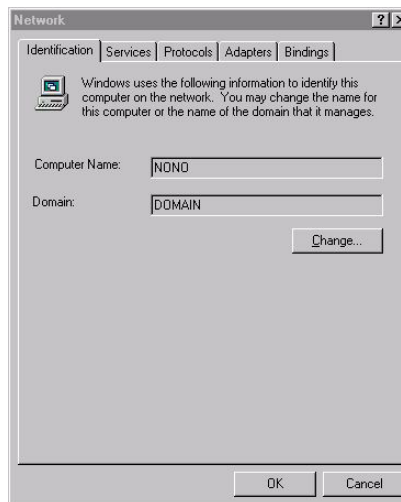 Network
Identification Services Protocols Adapters Bindings
Windows uses the following information to identify this
computer on the network. You may change the name for
this computer or the name of the domain that it manages.
Computer Name: NONO
Domain: DOMAIN
Change...
OK Cancel